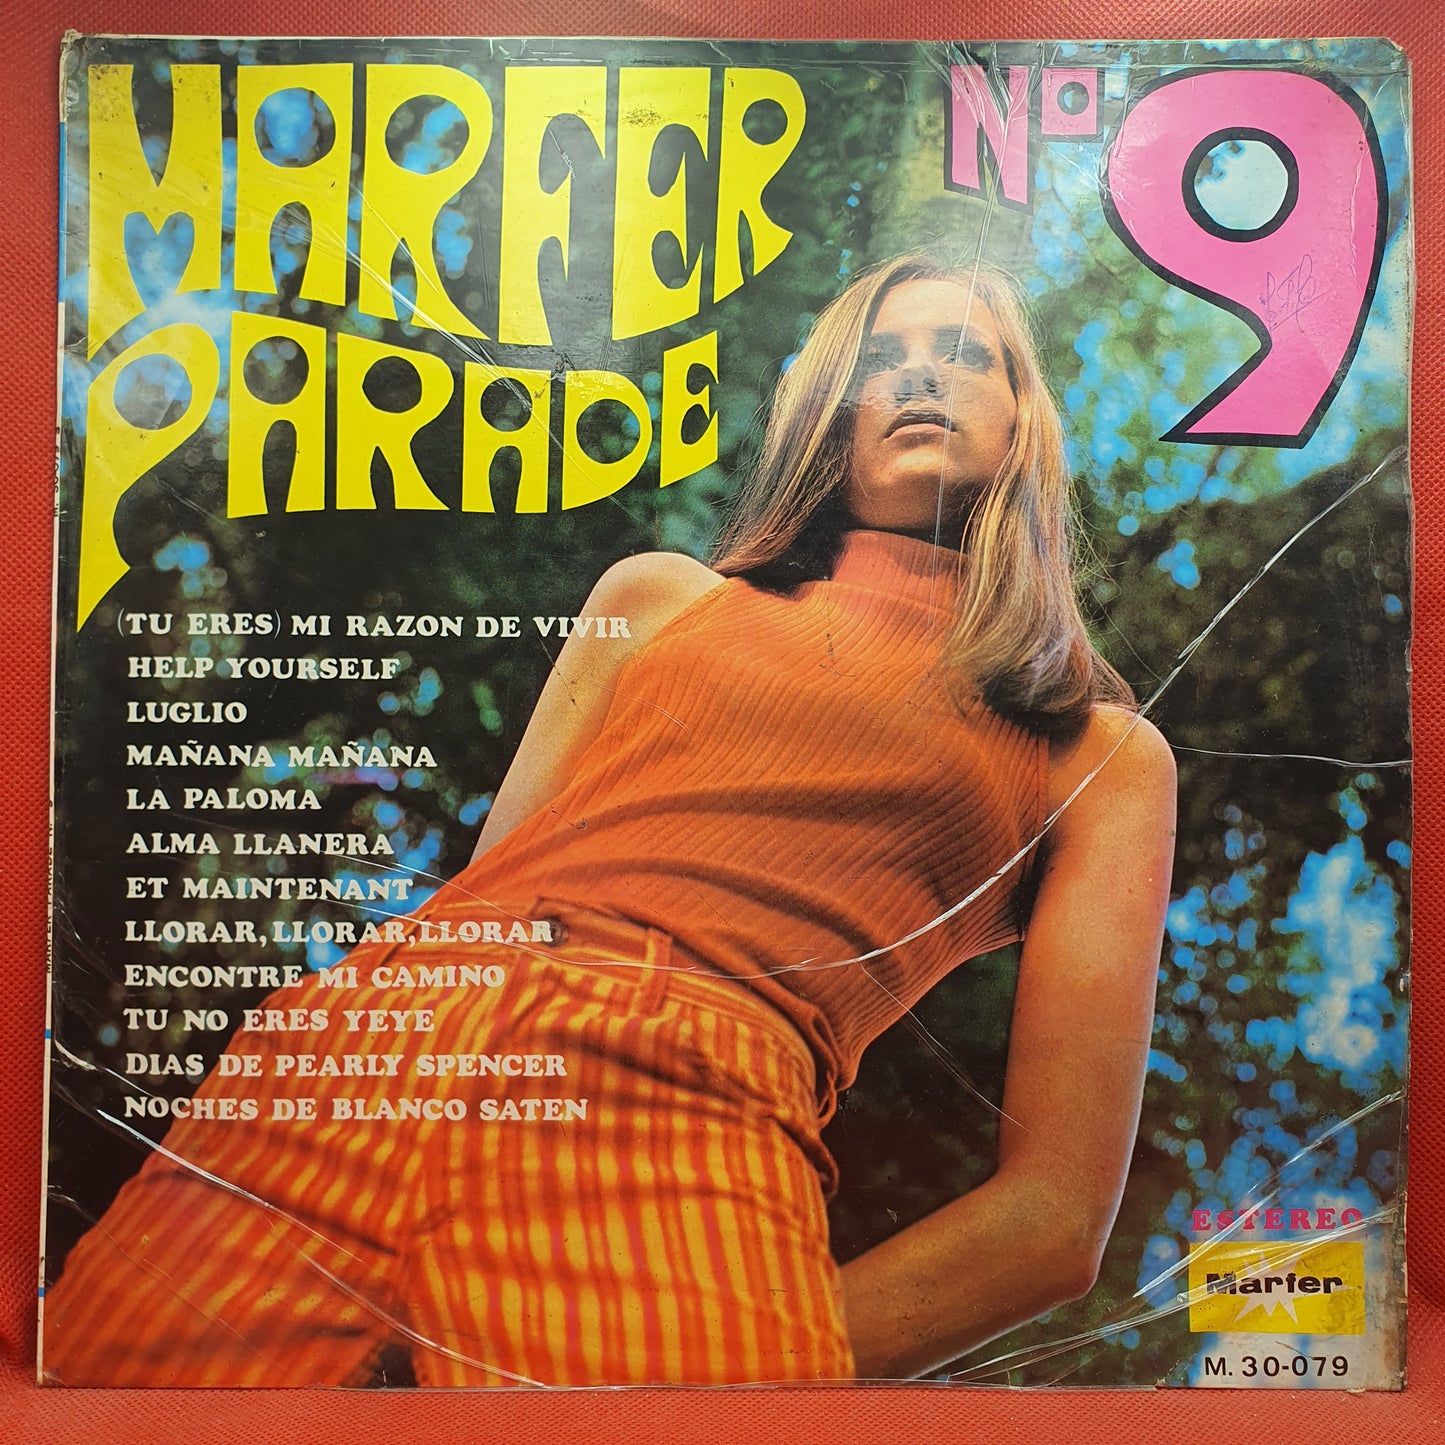 MARFER
PARADE
Nº 9
(TU ERES) MI RAZON DE VIVIR
HELP YOURSELF
LUGLIO
MAÑANA MAÑANA
LA PALOMA
ALMA LLANERA
ET MAINTENANT
LLORAR, LLORAR, LLORAR
ENCONTRE MI CAMINO
TU NO ERES YEYE
DIAS DE PEARLY SPENCER
NOCHES DE BLANCO SATEN
ESTEREO
Marfer
M. 30-079